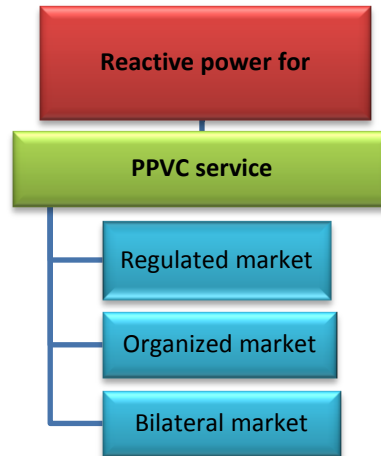 Reactive power for
PPVC service
Regulated market
Organized market
Bilateral market